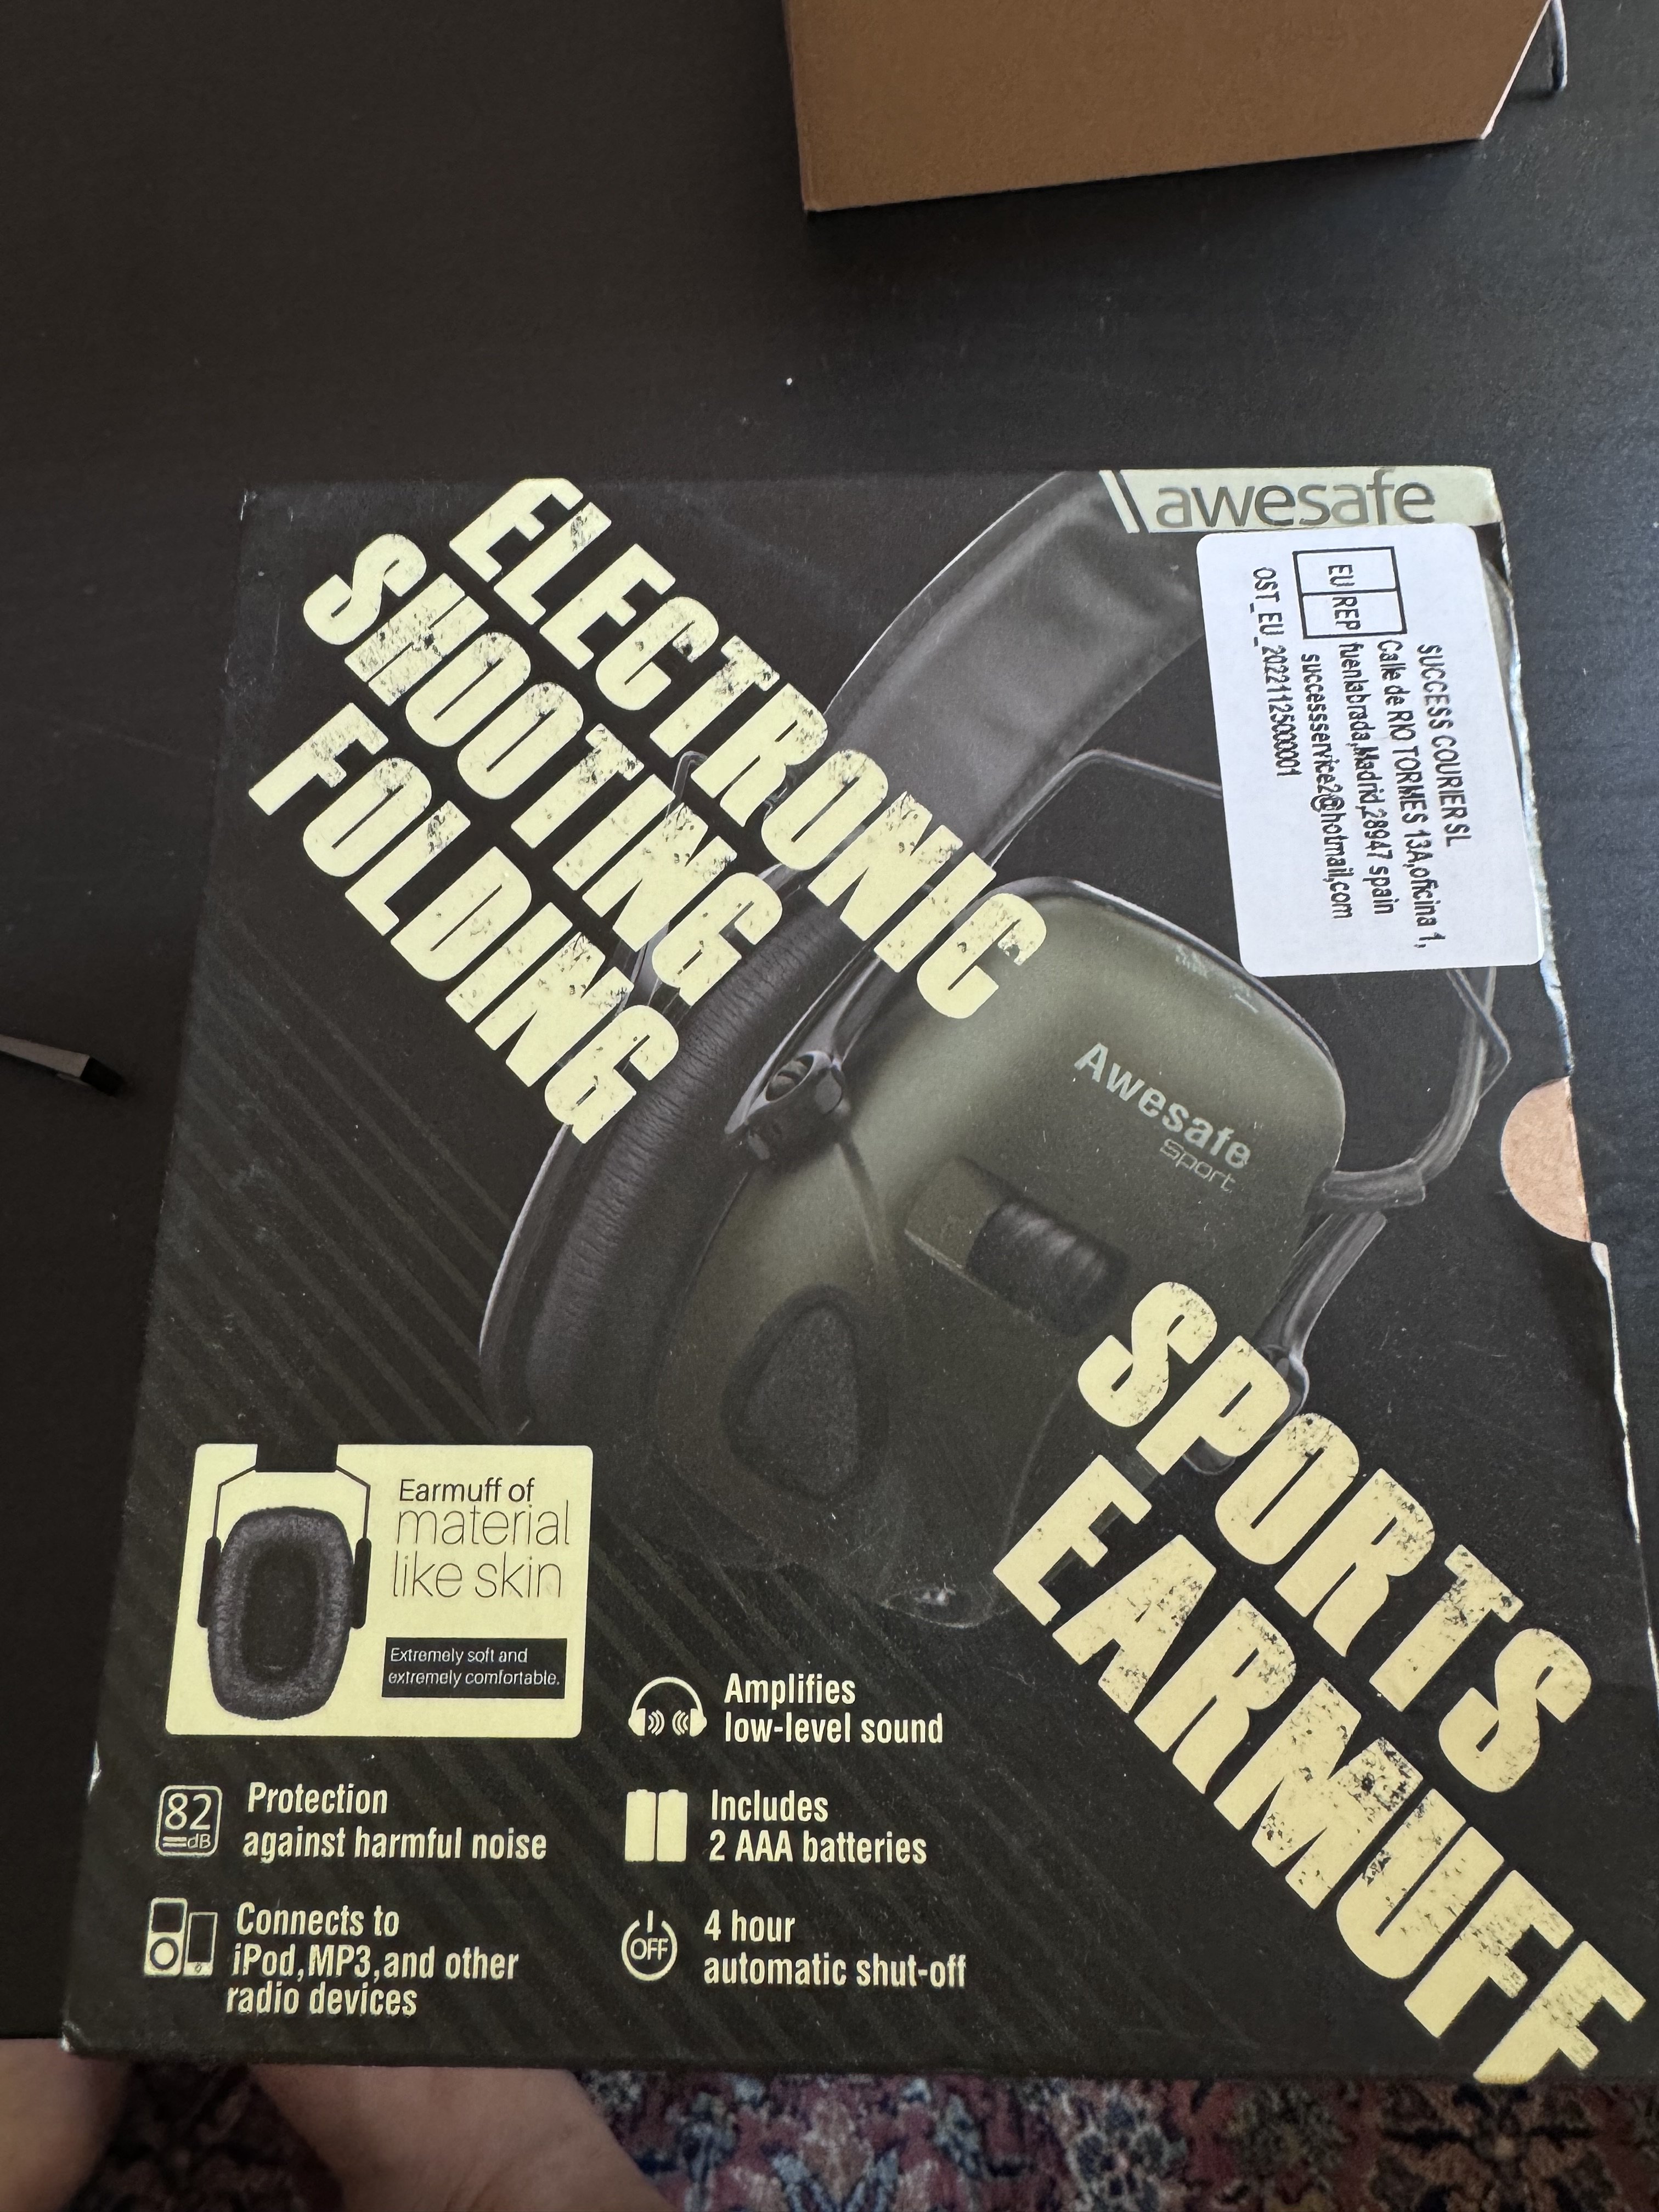 awesafe
ELECTRONIC
SHOOTING
FOLDING
SUCCESS COURIER SL
Calle de RIO TORMES 13A,oficina 1,
EU REP fuenlabrada,Madrid,28947 spain
successservice2@hotmail,com
OST_EU_20221125000001
Awesafe
sport
SPORTS
EARMUFF
Earmuff of
material
like skin
Extremely soft and
extremely comfortable.
Amplifies
low-level sound
82
dB
Protection
against harmful noise
Includes
2 AAA batteries
Connects to
iPod,MP3,and other
radio devices
OFF
4 hour
automatic shut-off